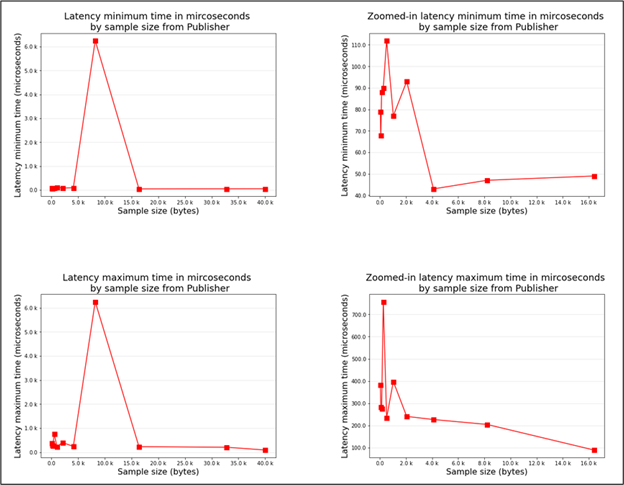 Latency minimum time in mircoseconds
by sample size from Publisher
Latemcy minimum time (microseconds)
6.0 k
5.0 k
4.0 k
3.0 k
2.0 k
1.0 k
0.0
0.0
5.0 k
10.0 k
15.0 k
20.0 k
25.0 k
30.0 k
35.0 k
40.0 k
Sample size (bytes)
Zoomed-in latency minimum time in mircoseconds
by sample size from Publisher
Latemcy minimum time (microseconds)
110.0
100.0
90.0
80.0
70.0
60.0
50.0
40.0
0.0
2.0 k
4.0 k
6.0 k
8.0 k
10.0 k
12.0 k
14.0 k
16.0 k
Sample size (bytes)
Latency maximum time in mircoseconds
by sample size from Publisher
Latemcy maximum time (microseconds)
6.0 k
5.0 k
4.0 k
3.0 k
2.0 k
1.0 k
0.0
0.0
5.0 k
10.0 k
15.0 k
20.0 k
25.0 k
30.0 k
35.0 k
40.0 k
Sample size (bytes)
Zoomed-in latency maximum time in mircoseconds
by sample size from Publisher
Latemcy maximum time (microseconds)
700.0
600.0
500.0
400.0
300.0
200.0
100.0
0.0
2.0 k
4.0 k
6.0 k
8.0 k
10.0 k
12.0 k
14.0 k
16.0 k
Sample size (bytes)